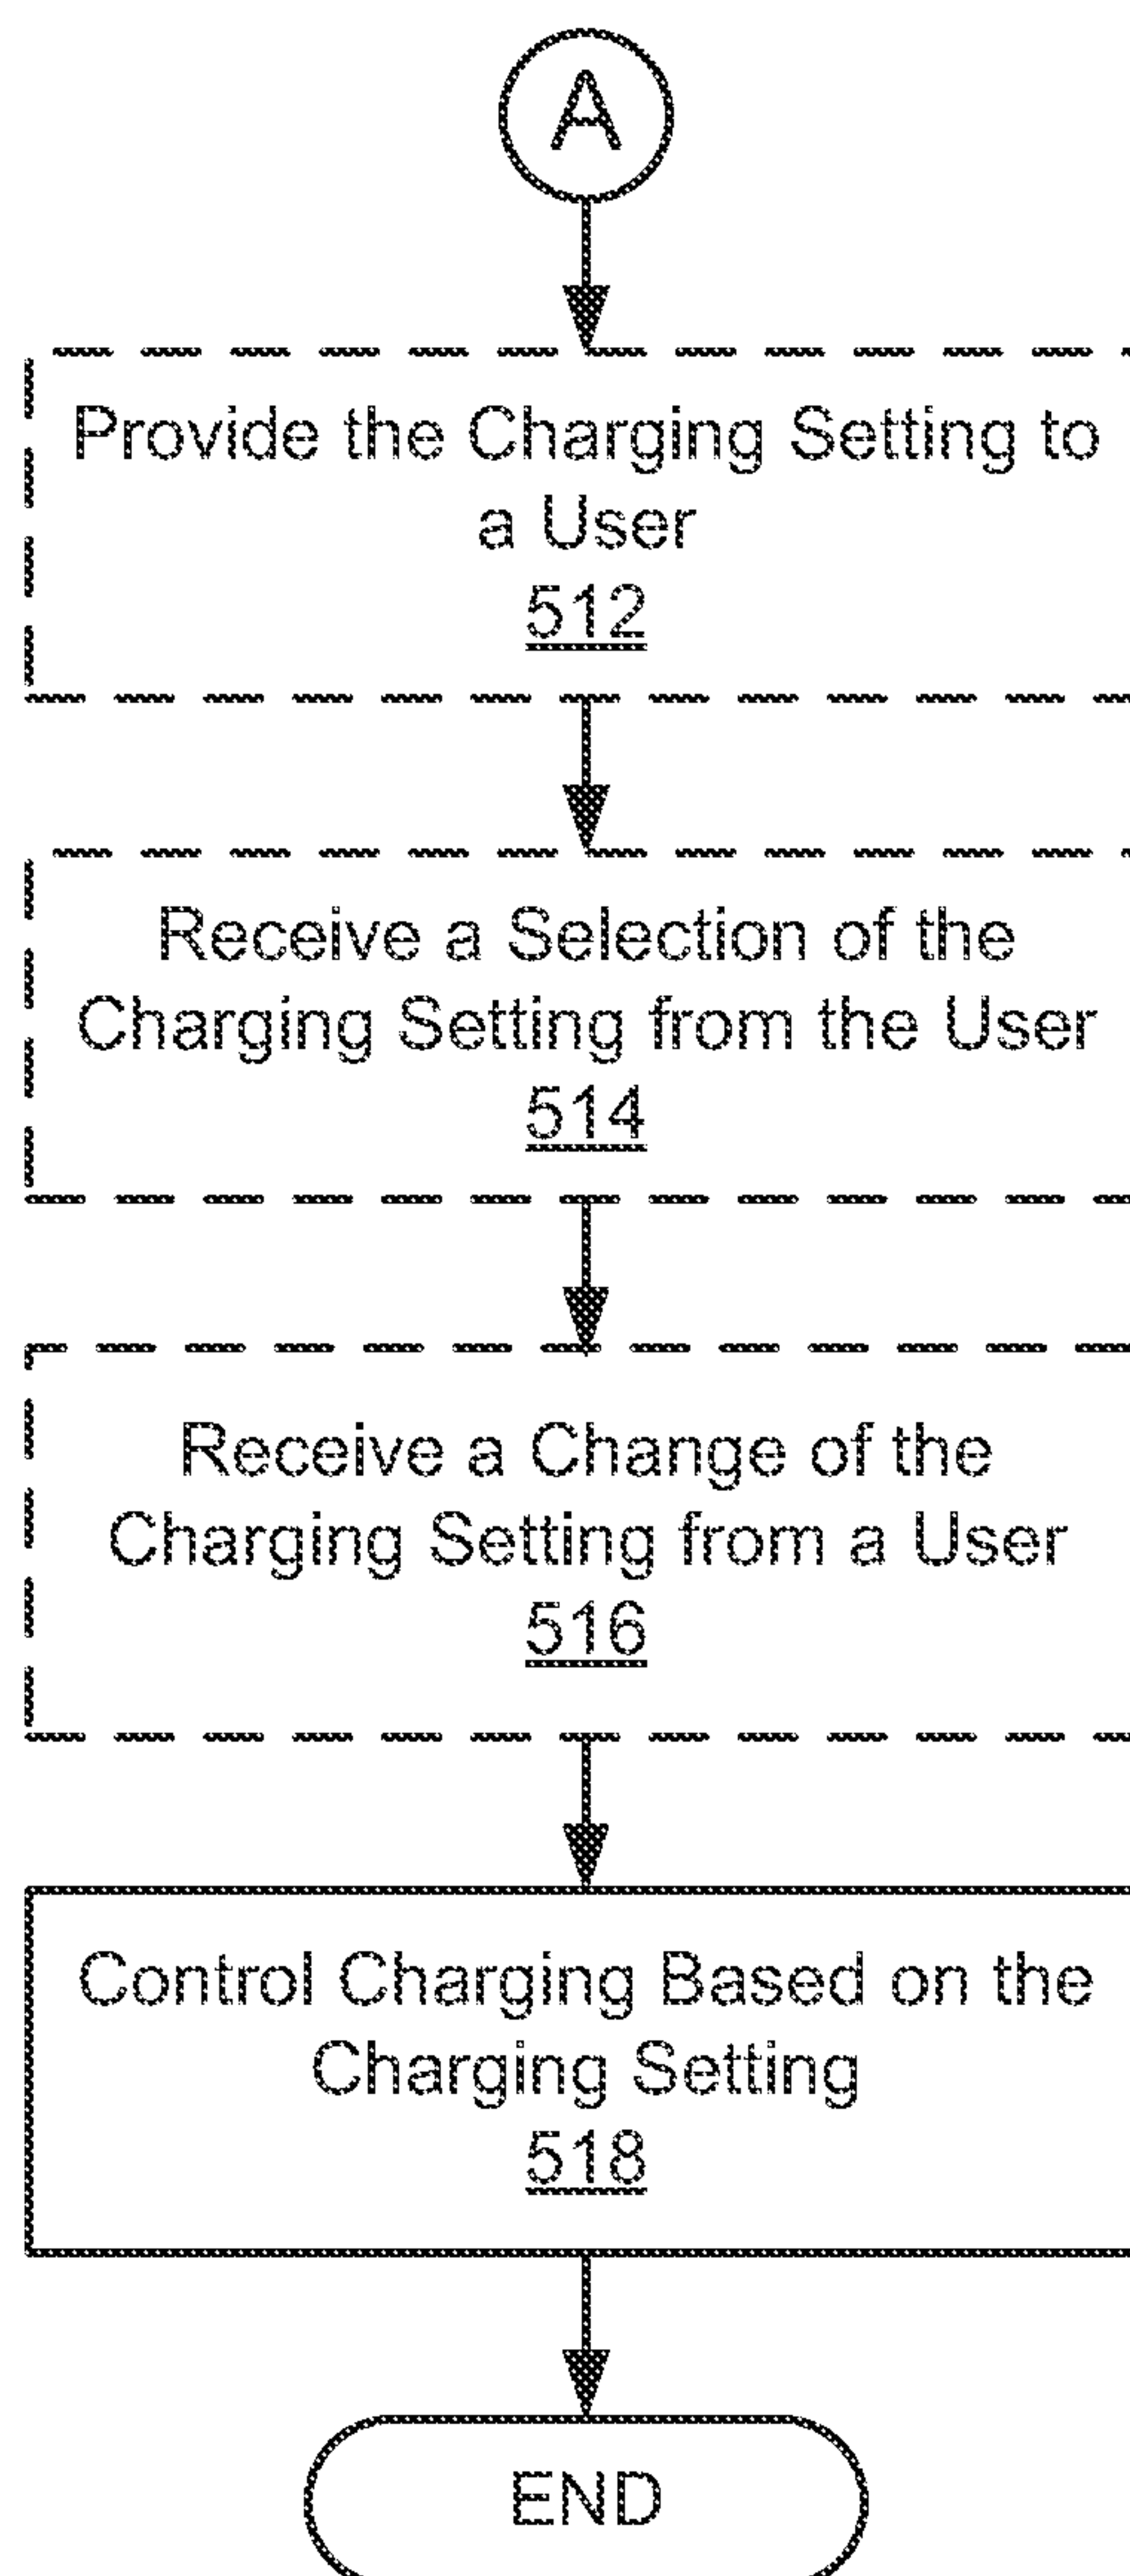 A
Provide the Charging Setting to
a User
512
Receive a Selection of the
Charging Setting from the User
514
Receive a Change of the
Charging Setting from a User
516
Control Charging Based on the
Charging Setting
518
END